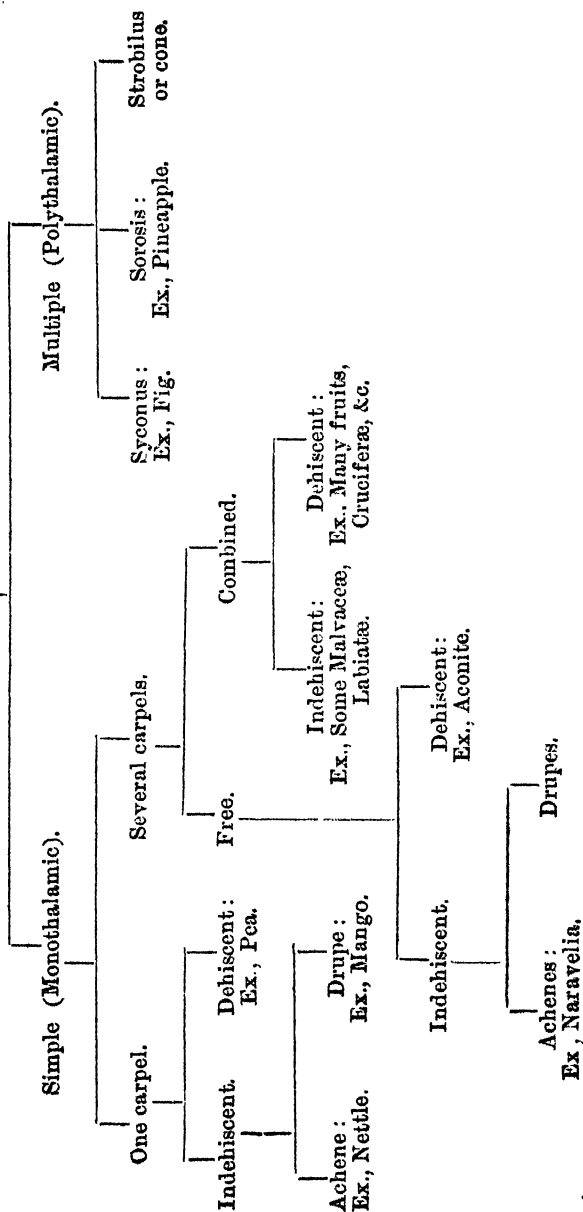 Simple (Monothalamic).
Multiple (Polythalamic).
One carpel.
Several carpels.
Syconus :
Ex., Fig.
Sorosis :
Ex., Pineapple.
Strobilus
or cone.
Indehiscent.
Dehiscent :
Ex., Pea.
Free.
Combined.
Achene :
Ex., Nettle.
Drupe :
Ex., Mango.
Indehiscent :
Ex., Some Malvaceæ,
Labiatæ.
Dehiscent :
Ex., Many fruits,
Cruciferæ, &c.
Indehiscent.
Dehiscent :
Ex., Aconite.
Achenes :
Ex , Naravelia.
Drupes.